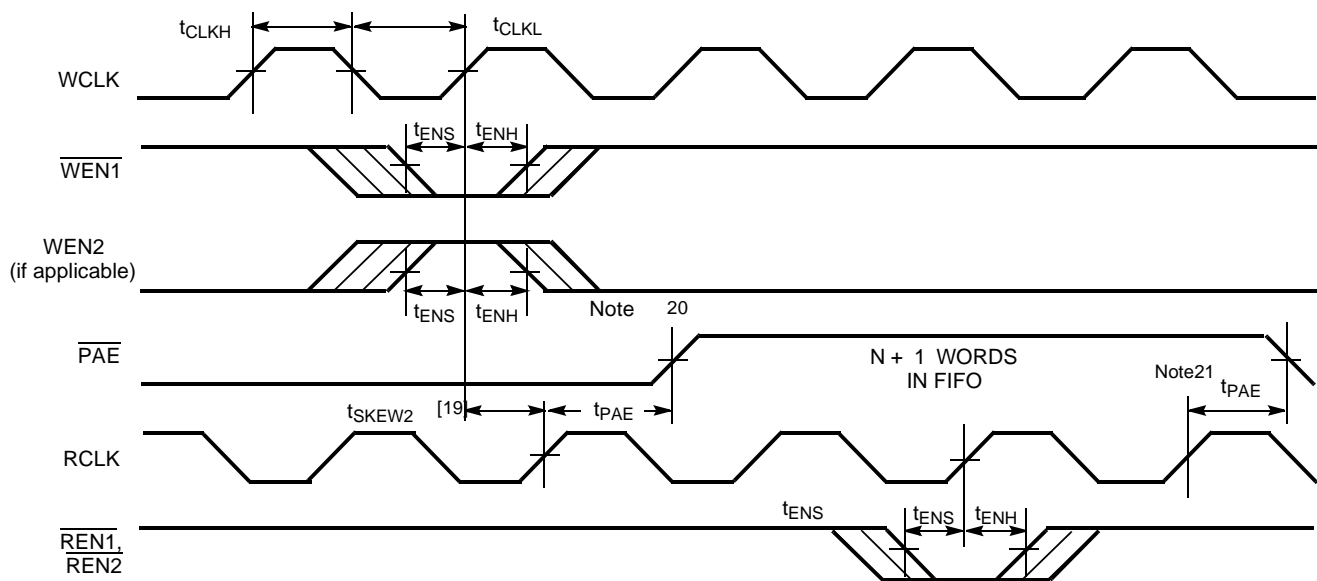 tCLKH
tCLKL
WCLK
tENS
tENH
WEN1
WEN2
(if applicable)
tENS
tENH
Note 20
PAE
N + 1 WORDS
IN FIFO
Note21
tPAE
tSKEW2
[19]
tPAE
RCLK
tENS
tENS
tENH
REN1,
REN2